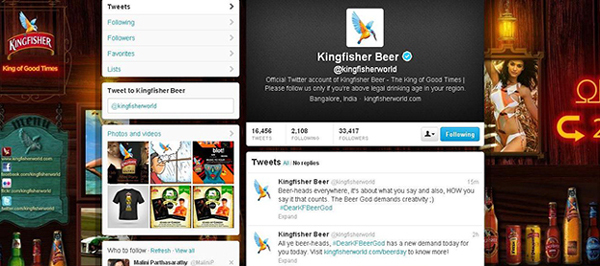 KINGFISHER
King of Good Times
menu
www.kingfisherworld.com
facebook.com/kingfisherworld
twitter.com/kingfisherworld
Tweets
Following
Followers
Favorites
Lists
Tweet to Kingfisher Beer
@kingfisherworld
Photos and videos
blot!
Who to follow · Refresh · View all
Malini Parthasarathy @MaliniP
Kingfisher Beer
@kingfisherworld
Official Twitter account of Kingfisher Beer - The King of Good Times |
Please follow us only if you're above legal drinking age in your region.
Bangalore, India · kingfisherworld.com
16,456
TWEETS
2,108
FOLLOWING
33,417
FOLLOWERS
Following
Tweets All / No replies
Kingfisher Beer @kingfisherworld 15m
Beer-heads everywhere, it's about what you say and also, HOW you
say it that counts. The Beer God demands creativity ;)
#DearKFBeerGod
Expand
Kingfisher Beer @kingfisherworld
All ye beer-heads, #DearKFBeerGod has a new demand today for
you today. Visit kingfisherworld.com/beerday to know more!
Expand